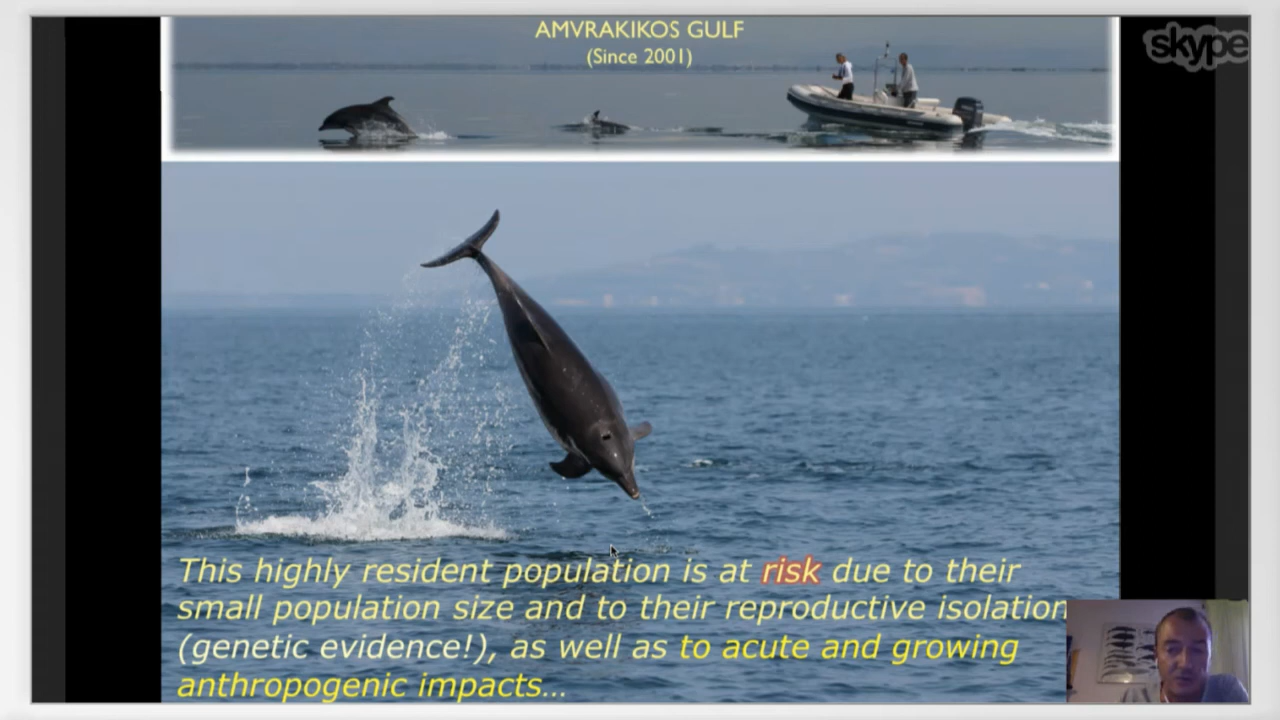 AMVRAKIKOS GULF
(Since 2001)
skype
This highly resident population is at risk due to their
small population size and to their reproductive isolation
(genetic evidence!), as well as to acute and growing
anthropogenic impacts...